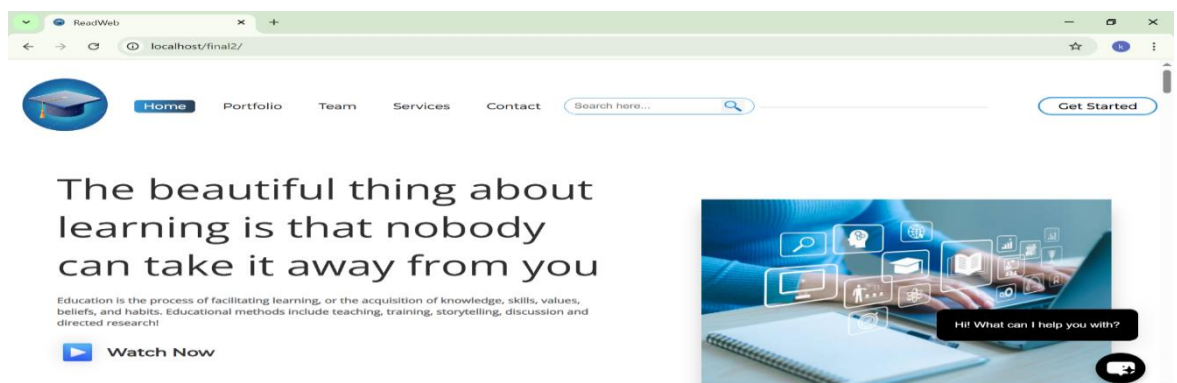 ReadWeb
localhost/final2/
k
Home Portfolio Team Services Contact Search here... Get Started
The beautiful thing about
learning is that nobody
can take it away from you
Education is the process of facilitating learning, or the acquisition of knowledge, skills, values,
beliefs, and habits. Educational methods include teaching, training, storytelling, discussion and
directed research!
Watch Now
Hi! What can I help you with?